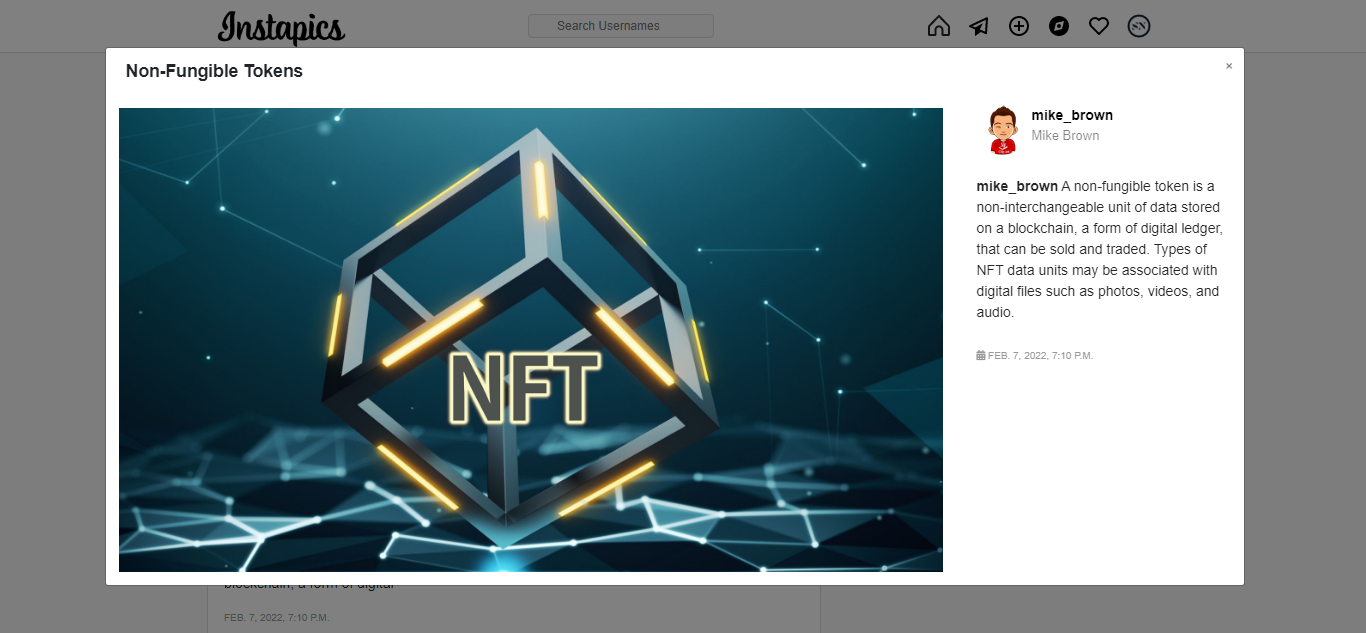 Instapics
Search Usernames
SN
Non-Fungible Tokens
×
mike_brown
Mike Brown
NFT
mike_brown A non-fungible token is a
non-interchangeable unit of data stored
on a blockchain, a form of digital ledger,
that can be sold and traded. Types of
NFT data units may be associated with
digital files such as photos, videos, and
audio.
FEB. 7, 2022, 7:10 P.M.
blockchain, a form of digital
FEB. 7, 2022, 7:10 P.M.